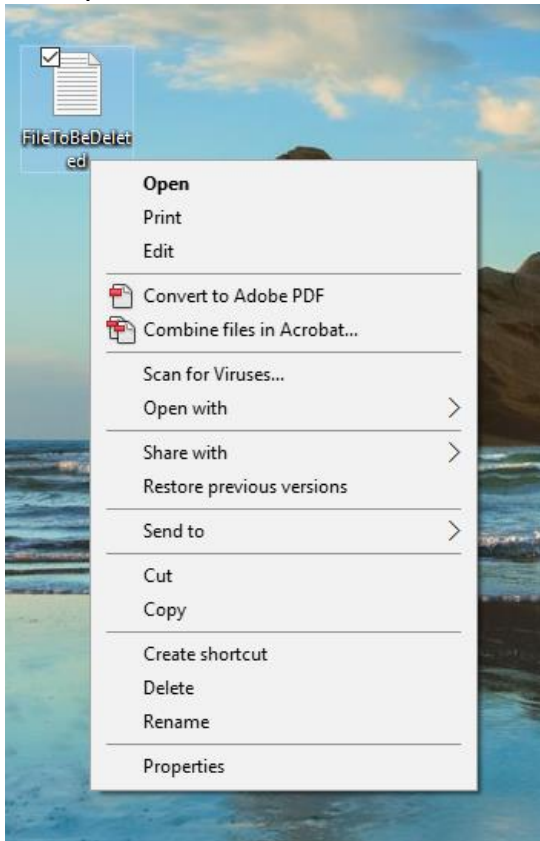 FileToBeDelet
ed
Open
Print
Edit
Convert to Adobe PDF
Combine files in Acrobat...
Scan for Viruses...
Open with
Share with
Restore previous versions
Send to
Cut
Copy
Create shortcut
Delete
Rename
Properties